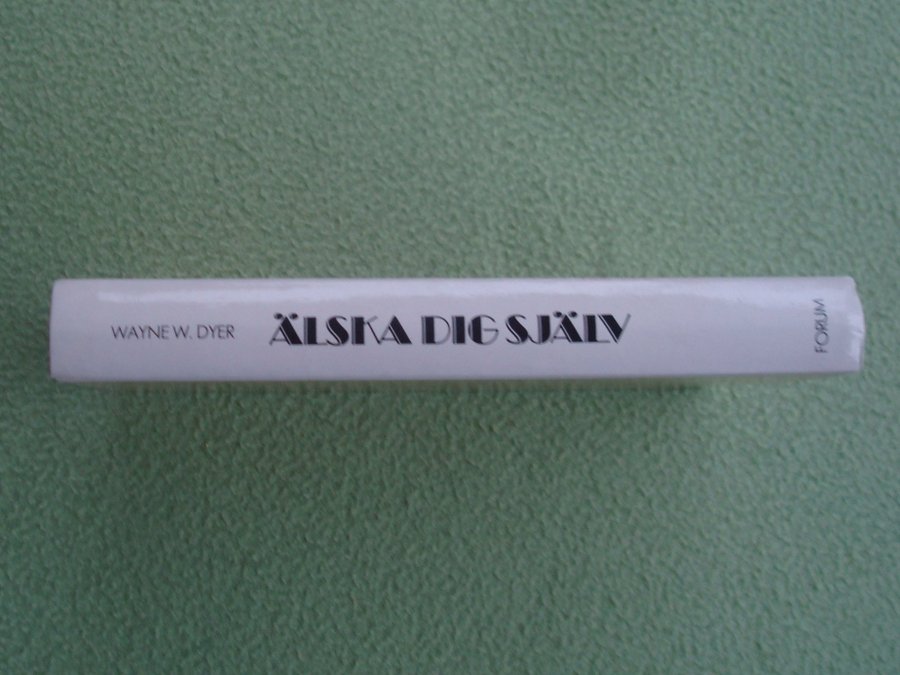 WAYNE W. DYER ÄLSKA DIG SJÄLV
FORUM